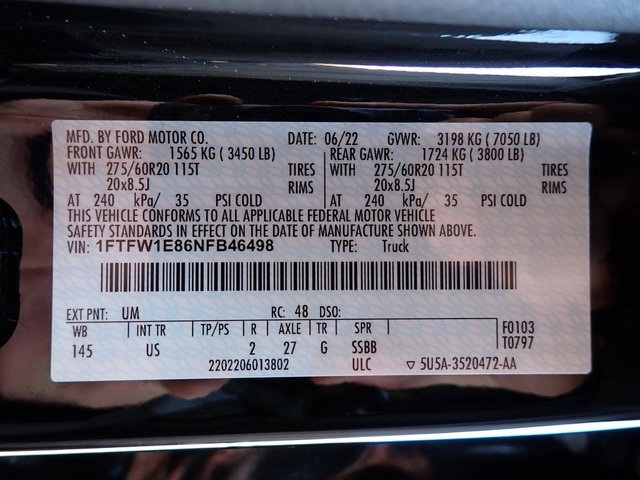 MFD. BY FORD MOTOR CO. DATE: 06/22 GVWR: 3198 KG (7050 LB)
FRONT GAWR: 1565 KG (3450 LB) REAR GAWR: 1724 KG (3800 LB)
WITH 275/60R20 115T TIRES WITH 275/60R20 115T TIRES
20x8.5J RIMS 20x8.5J RIMS
AT 240 kPa/ 35 PSI COLD AT 240 kPa/ 35 PSI COLD
THIS VEHICLE CONFORMS TO ALL APPLICABLE FEDERAL MOTOR VEHICLE
SAFETY STANDARDS IN EFFECT ON THE DATE OF MANUFACTURE SHOWN ABOVE.
VIN: 1FTFW1E86NFB46498 TYPE: Truck
EXT PNT: UM RC: 48 DSO:
WB INT TR TP/PS R AXLE TR SPR F0103
145 US 2 27 G SSBB T0797
2202206013802 ULC ▽ 5U5A-3520472-AA